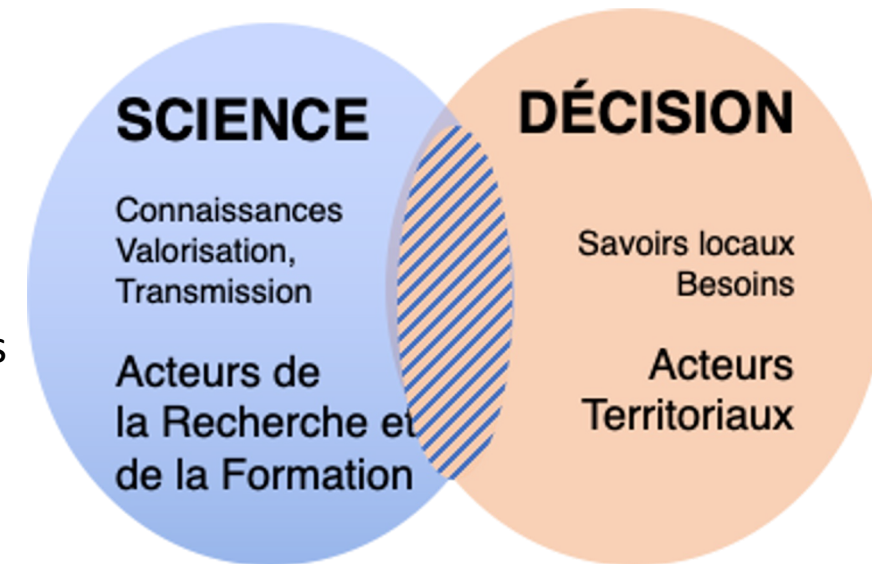 SCIENCE
Connaissances
Valorisation,
Transmission
Acteurs de
la Recherche et
de la Formation
DÉCISION
Savoirs locaux
Besoins
Acteurs
Territoriaux
s